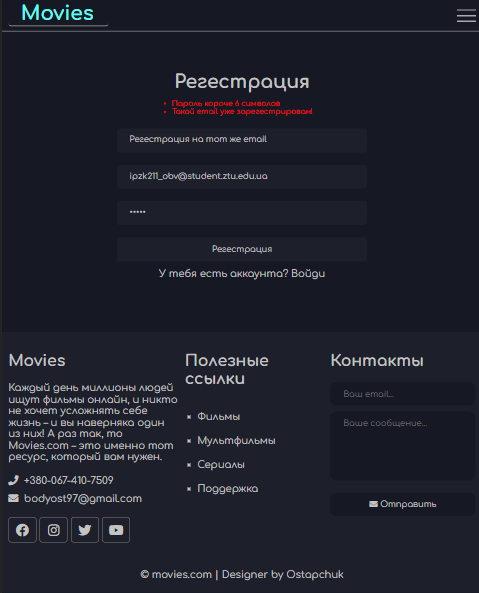 Movies
Регестрация
Пароль короче 6 символов
Такой email уже зарегестрирован!
Регестрация на тот же email
ipzk211_obv@student.ztu.edu.ua
•••••
Регестрация
У тебя есть аккаунта? Войди
Movies
Каждый день миллионы людей
ищут фильмы онлайн, и никто
не хочет усложнять себе
жизнь – и вы наверняка один
из них! А раз так, то
Movies.com – это именно тот
ресурс, который вам нужен.
+380-067-410-7509
bodyost97@gmail.com
Полезные
ссылки
Фильмы
Мультфильмы
Сериалы
Поддержка
Контакты
Ваш email...
Ваше сообщение...
Отправить
© movies.com | Designer by Ostapchuk